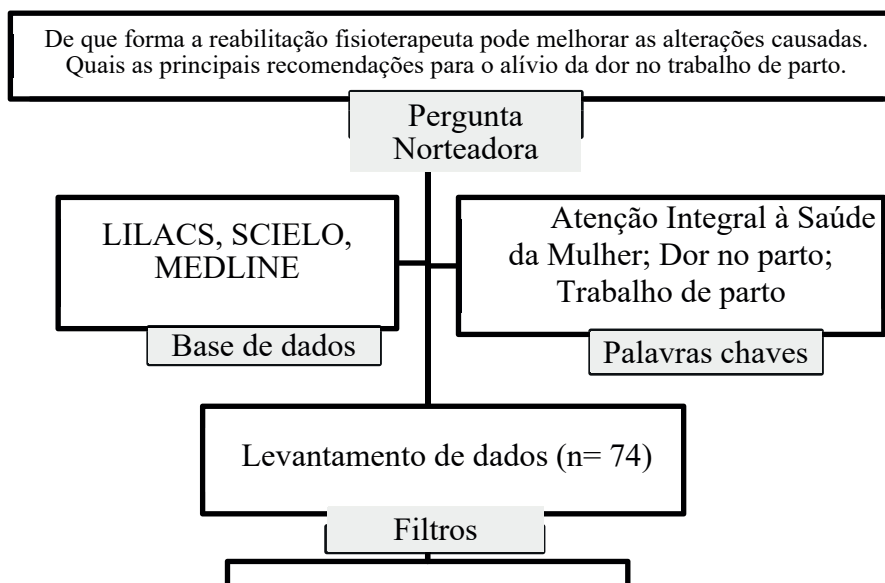 De que forma a reabilitação fisioterapeuta pode melhorar as alterações causadas.
Quais as principais recomendações para o alívio da dor no trabalho de parto.
Pergunta
Norteadora
LILACS, SCIELO,
MEDLINE
Base de dados
Atenção Integral à Saúde
da Mulher; Dor no parto;
Trabalho de parto
Palavras chaves
Levantamento de dados (n= 74)
Filtros